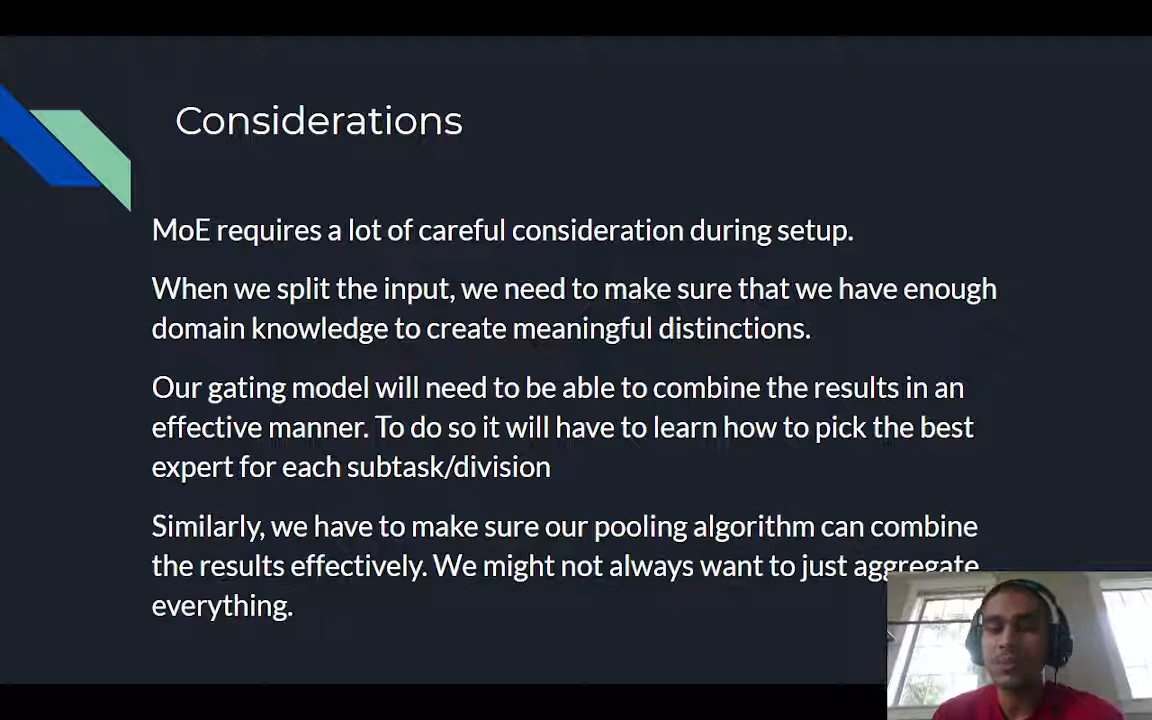 Considerations
MoE requires a lot of careful consideration during setup.
When we split the input, we need to make sure that we have enough
domain knowledge to create meaningful distinctions.
Our gating model will need to be able to combine the results in an
effective manner. To do so it will have to learn how to pick the best
expert for each subtask/division
Similarly, we have to make sure our pooling algorithm can combine
the results effectively. We might not always want to just aggregate
everything.